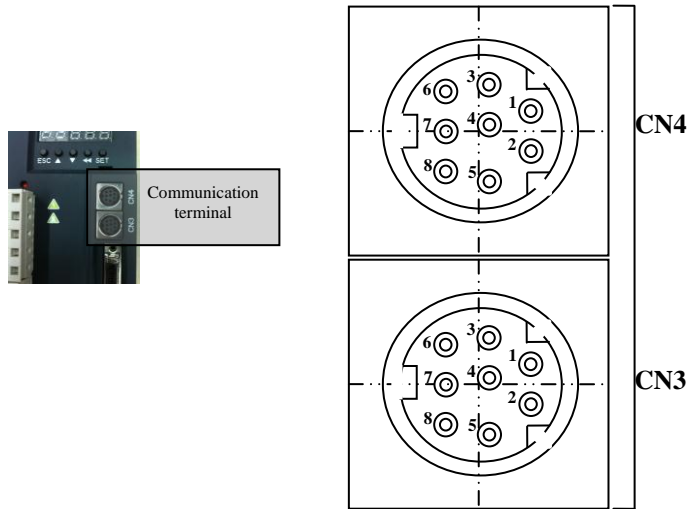 ESC ▲ ▼ ◀◀ SET
CN4
CN3
Communication
terminal
6 3 1
7 4 2
8 5
CN4
6 3 1
7 4 2
8 5
CN3